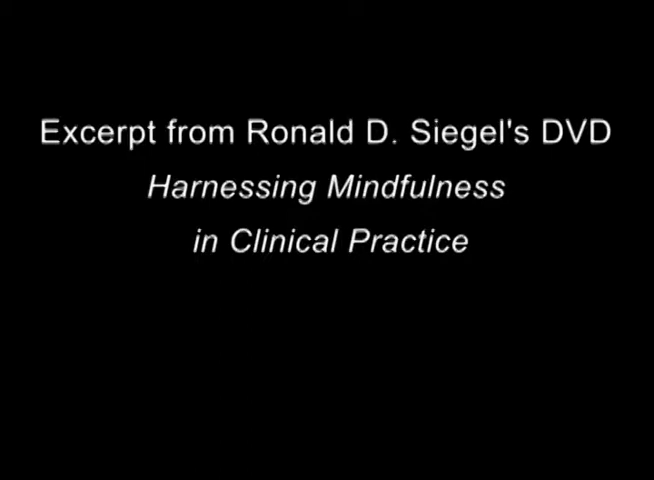 Excerpt from Ronald D. Siegel's DVD
Harnessing Mindfulness
in Clinical Practice